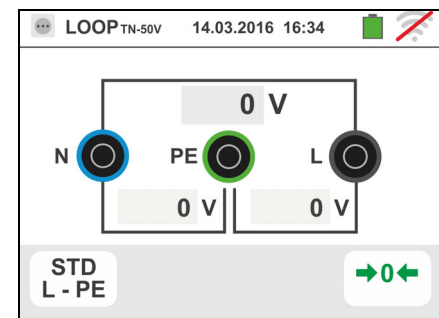 LOOP TN-50V 14.03.2016 16:34
0 V
N PE L
0 V 0 V
STD
L - PE
→0←